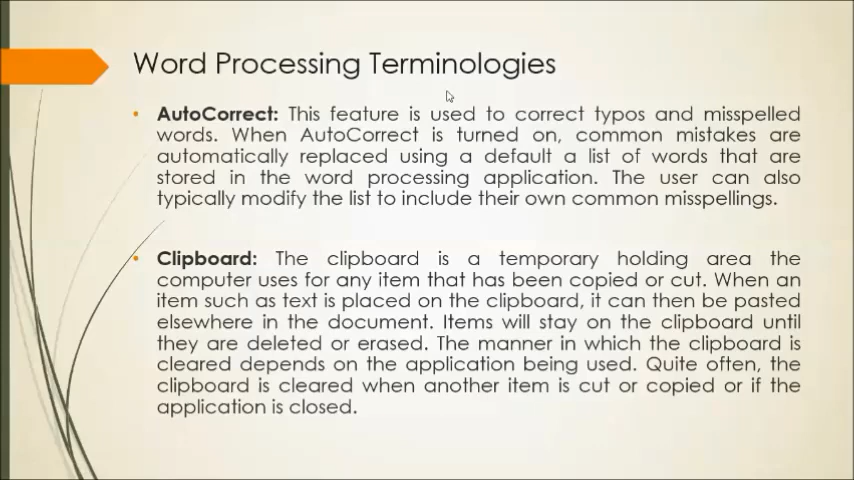 Word Processing Terminologies
• AutoCorrect: This feature is used to correct typos and misspelled
words. When AutoCorrect is turned on, common mistakes are
automatically replaced using a default a list of words that are
stored in the word processing application. The user can also
typically modify the list to include their own common misspellings.
• Clipboard: The clipboard is a temporary holding area the
computer uses for any item that has been copied or cut. When an
item such as text is placed on the clipboard, it can then be pasted
elsewhere in the document. Items will stay on the clipboard until
they are deleted or erased. The manner in which the clipboard is
cleared depends on the application being used. Quite often, the
clipboard is cleared when another item is cut or copied or if the
application is closed.